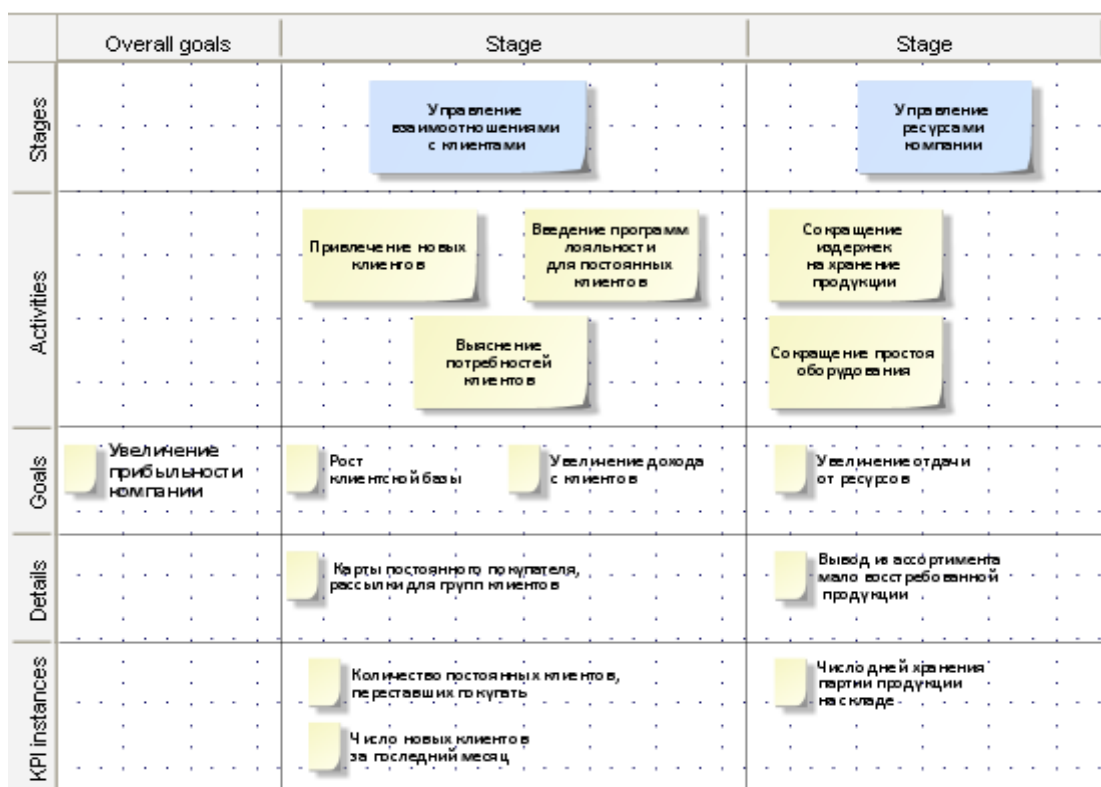 Overall goals
Stage
Stage
Stages
Управление
взаимоотношениями
с клиентами
Управление
ресурсами
компании
Activities
Привлечение новых
клиентов
Введение программ
лояльности
для постоянных
клиентов
Выяснение
потребностей
клиентов
Сокращение
издержек
на хранение
продукции
Сокращение простоя
оборудования
Goals
Увеличение
прибыльности
компании
Рост
клиентской базы
Увеличение дохода
с клиентов
Увеличение отдачи
от ресурсов
Details
Карты постоянного покупателя,
рассылки для групп клиентов
Вывод из ассортимента
мало восстребованной
продукции
KPI instances
Количество постоянных клиентов,
переставших покупать
Число новых клиентов
за последний месяц
Число дней хранения
партии продукции
на складе